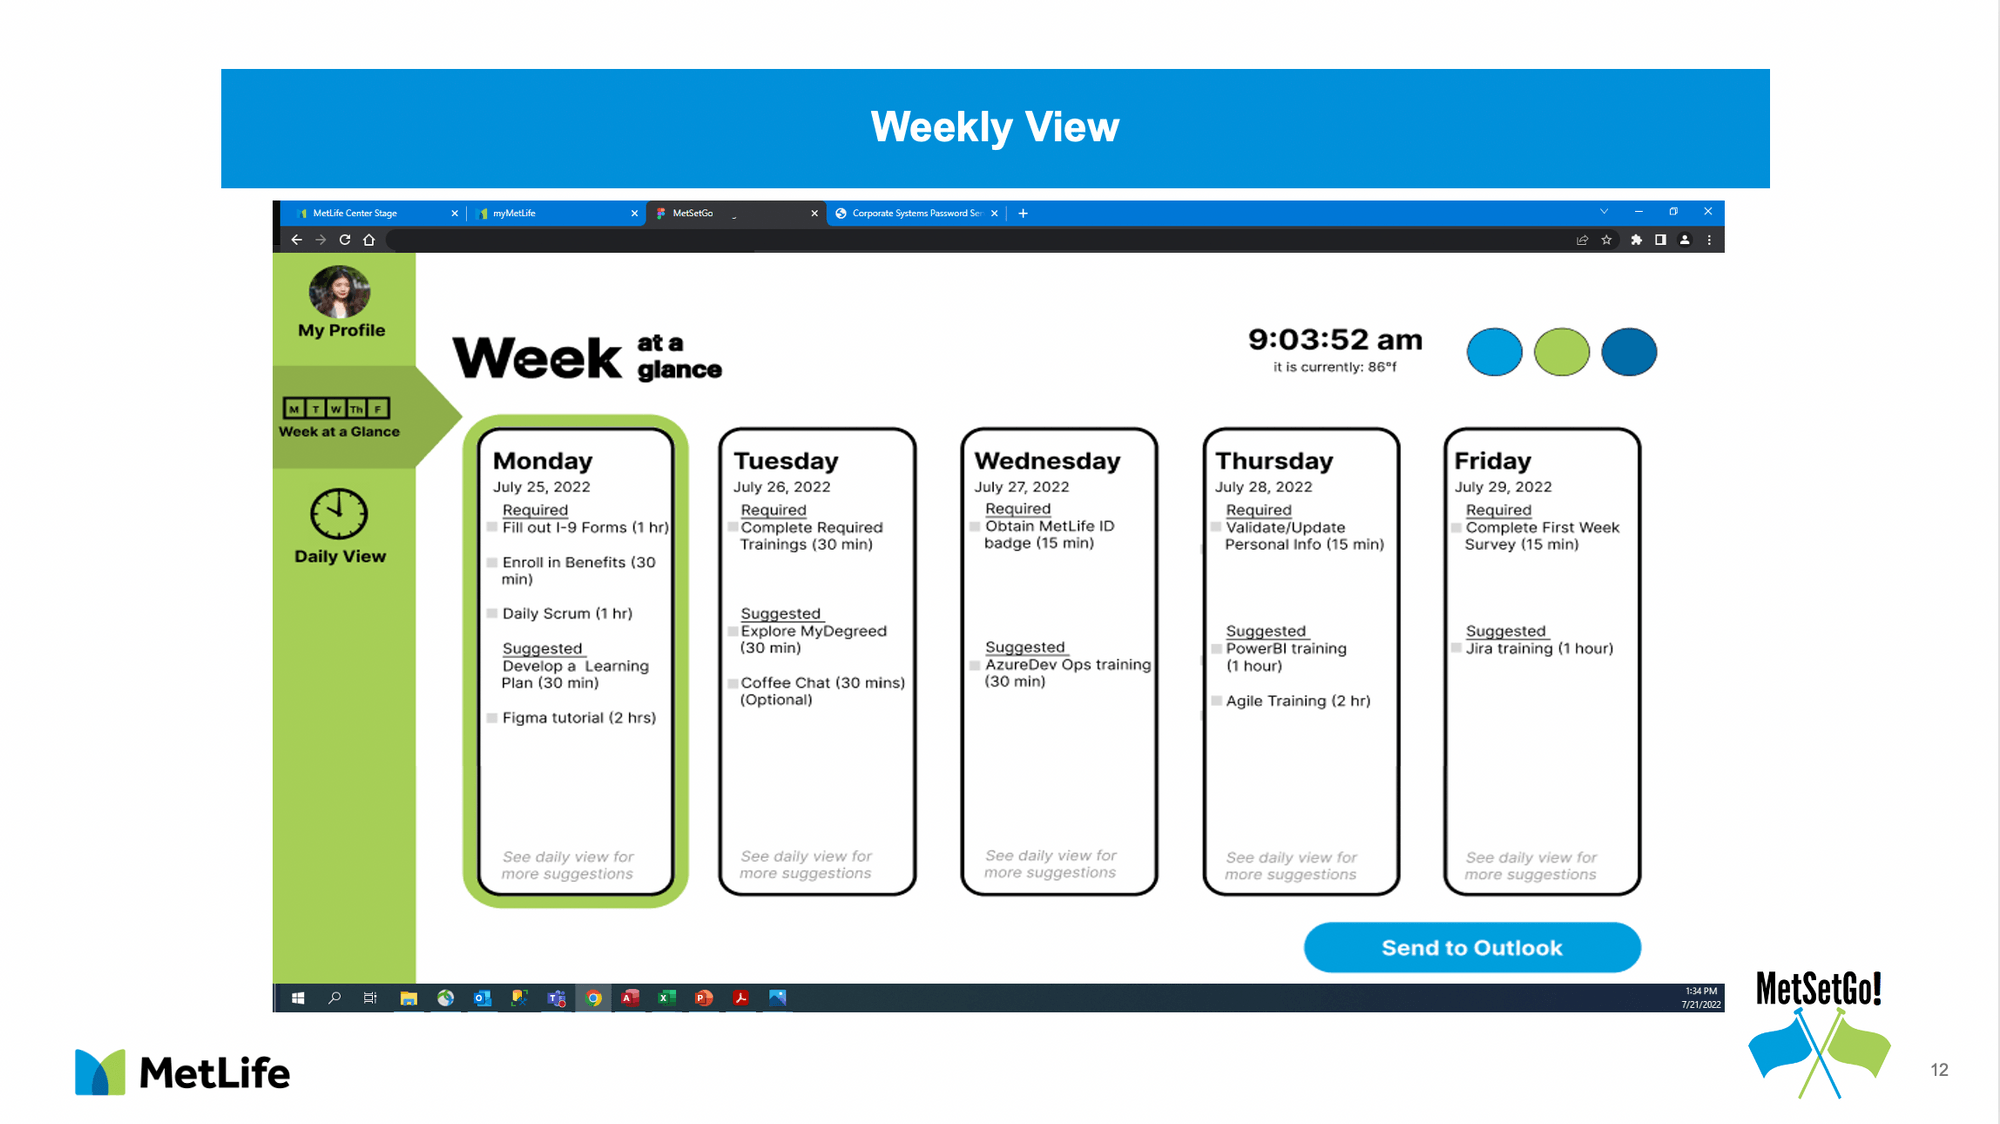 Weekly View
MetLife Center Stage
myMetLife
MetSetGo
Corporate Systems Password Ser
My Profile
M T W Th F
Week at a Glance
Daily View
Week at a
glance
9:03:52 am
it is currently: 86°f
Monday
July 25, 2022
Required
Fill out I-9 Forms (1 hr)
Enroll in Benefits (30
min)
Daily Scrum (1 hr)
Suggested
Develop a Learning
Plan (30 min)
Figma tutorial (2 hrs)
See daily view for
more suggestions
Tuesday
July 26, 2022
Required
Complete Required
Trainings (30 min)
Suggested
Explore MyDegreed
(30 min)
Coffee Chat (30 mins)
(Optional)
See daily view for
more suggestions
Wednesday
July 27, 2022
Required
Obtain MetLife ID
badge (15 min)
Suggested
AzureDev Ops training
(30 min)
See daily view for
more suggestions
Thursday
July 28, 2022
Required
Validate/Update
Personal Info (15 min)
Suggested
PowerBI training
(1 hour)
Agile Training (2 hr)
See daily view for
more suggestions
Friday
July 29, 2022
Required
Complete First Week
Survey (15 min)
Suggested
Jira training (1 hour)
See daily view for
more suggestions
Send to Outlook
1:34 PM
7/21/2022
MetSetGo!
MetLife
12